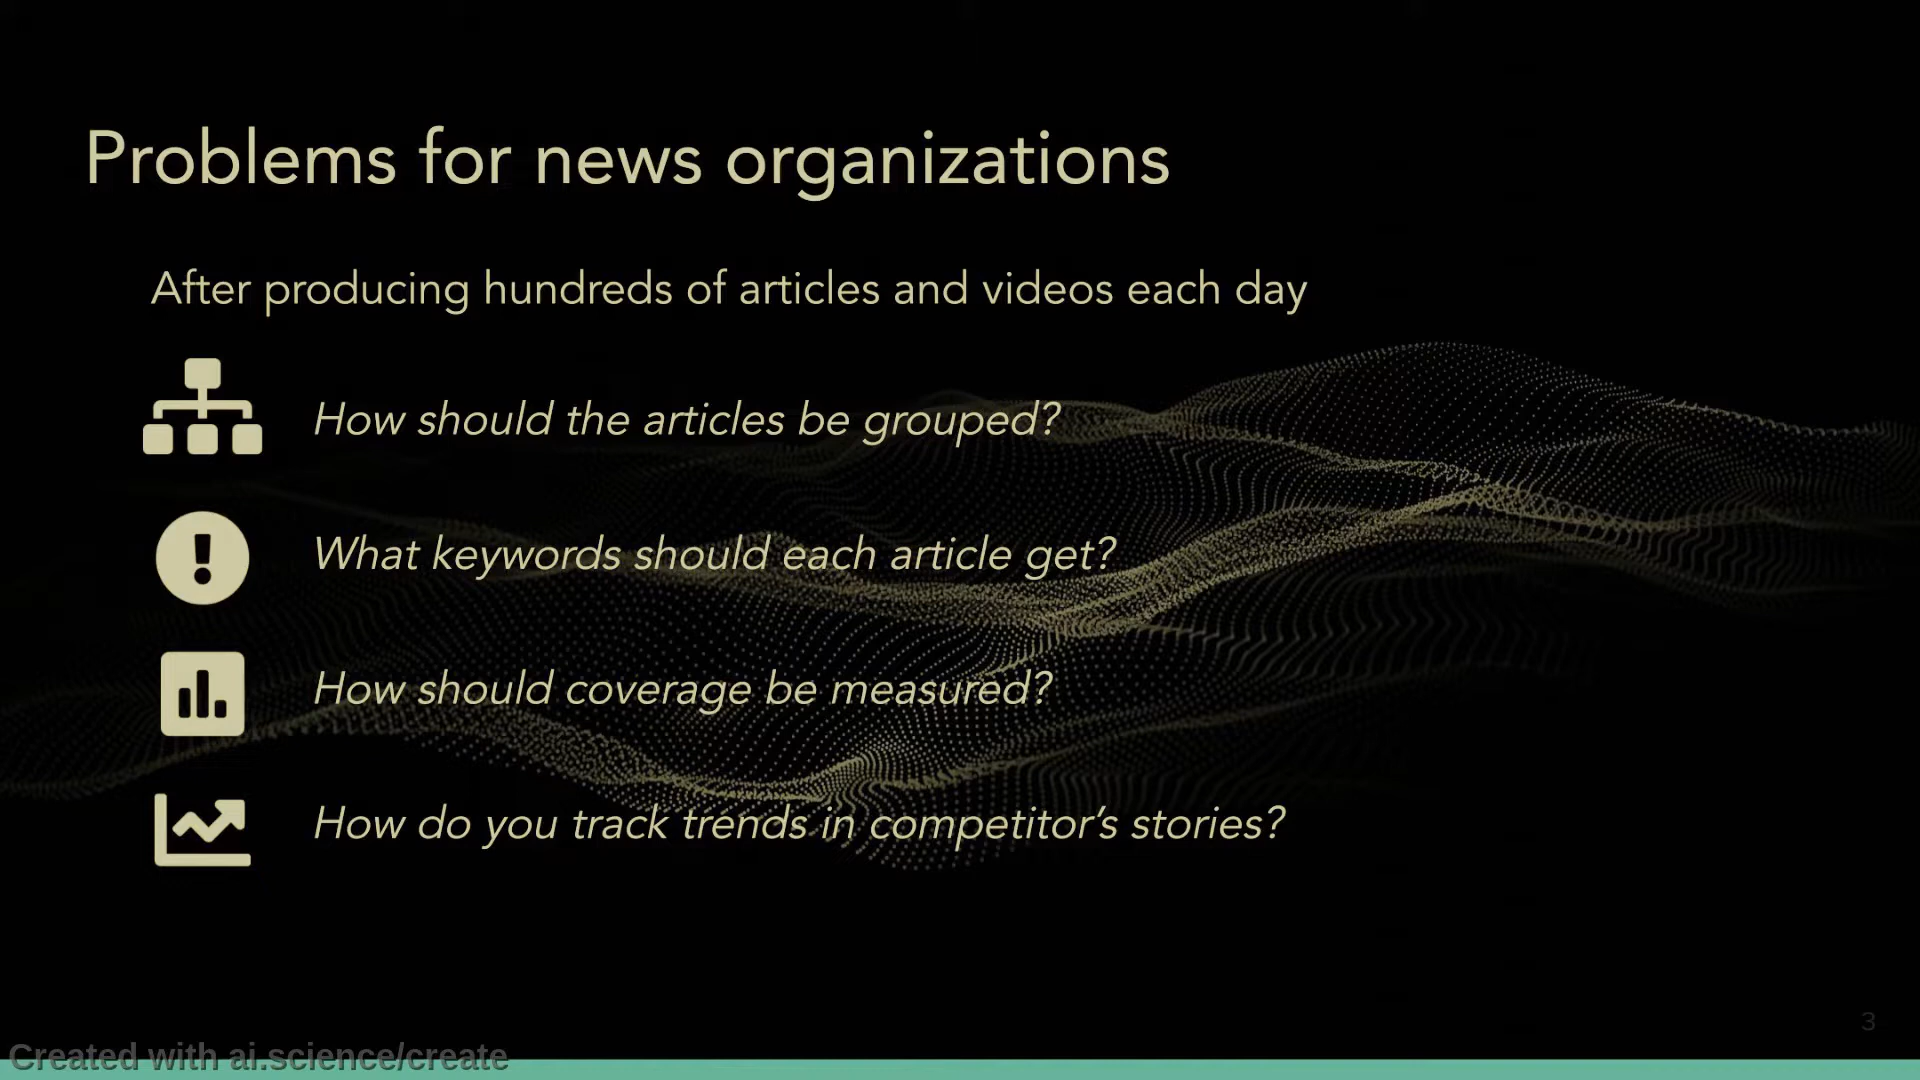 Problems for news organizations
After producing hundreds of articles and videos each day
How should the articles be grouped?
What keywords should each article get?
How should coverage be measured?
How do you track trends in competitor’s stories?
3
Created with ai.science/create